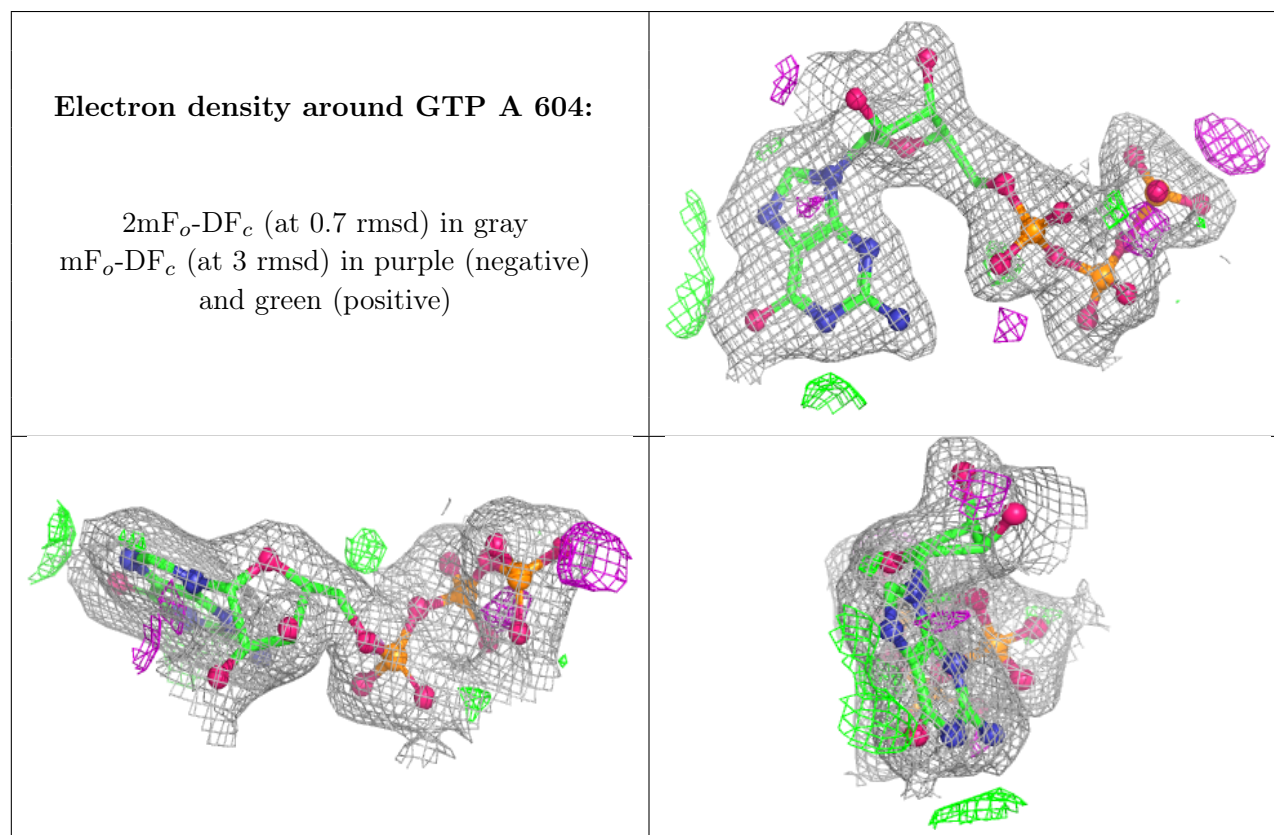 Electron density around GTP A 604:
2mFo-DFc (at 0.7 rmsd) in gray
mFo-DFc (at 3 rmsd) in purple (negative)
and green (positive)